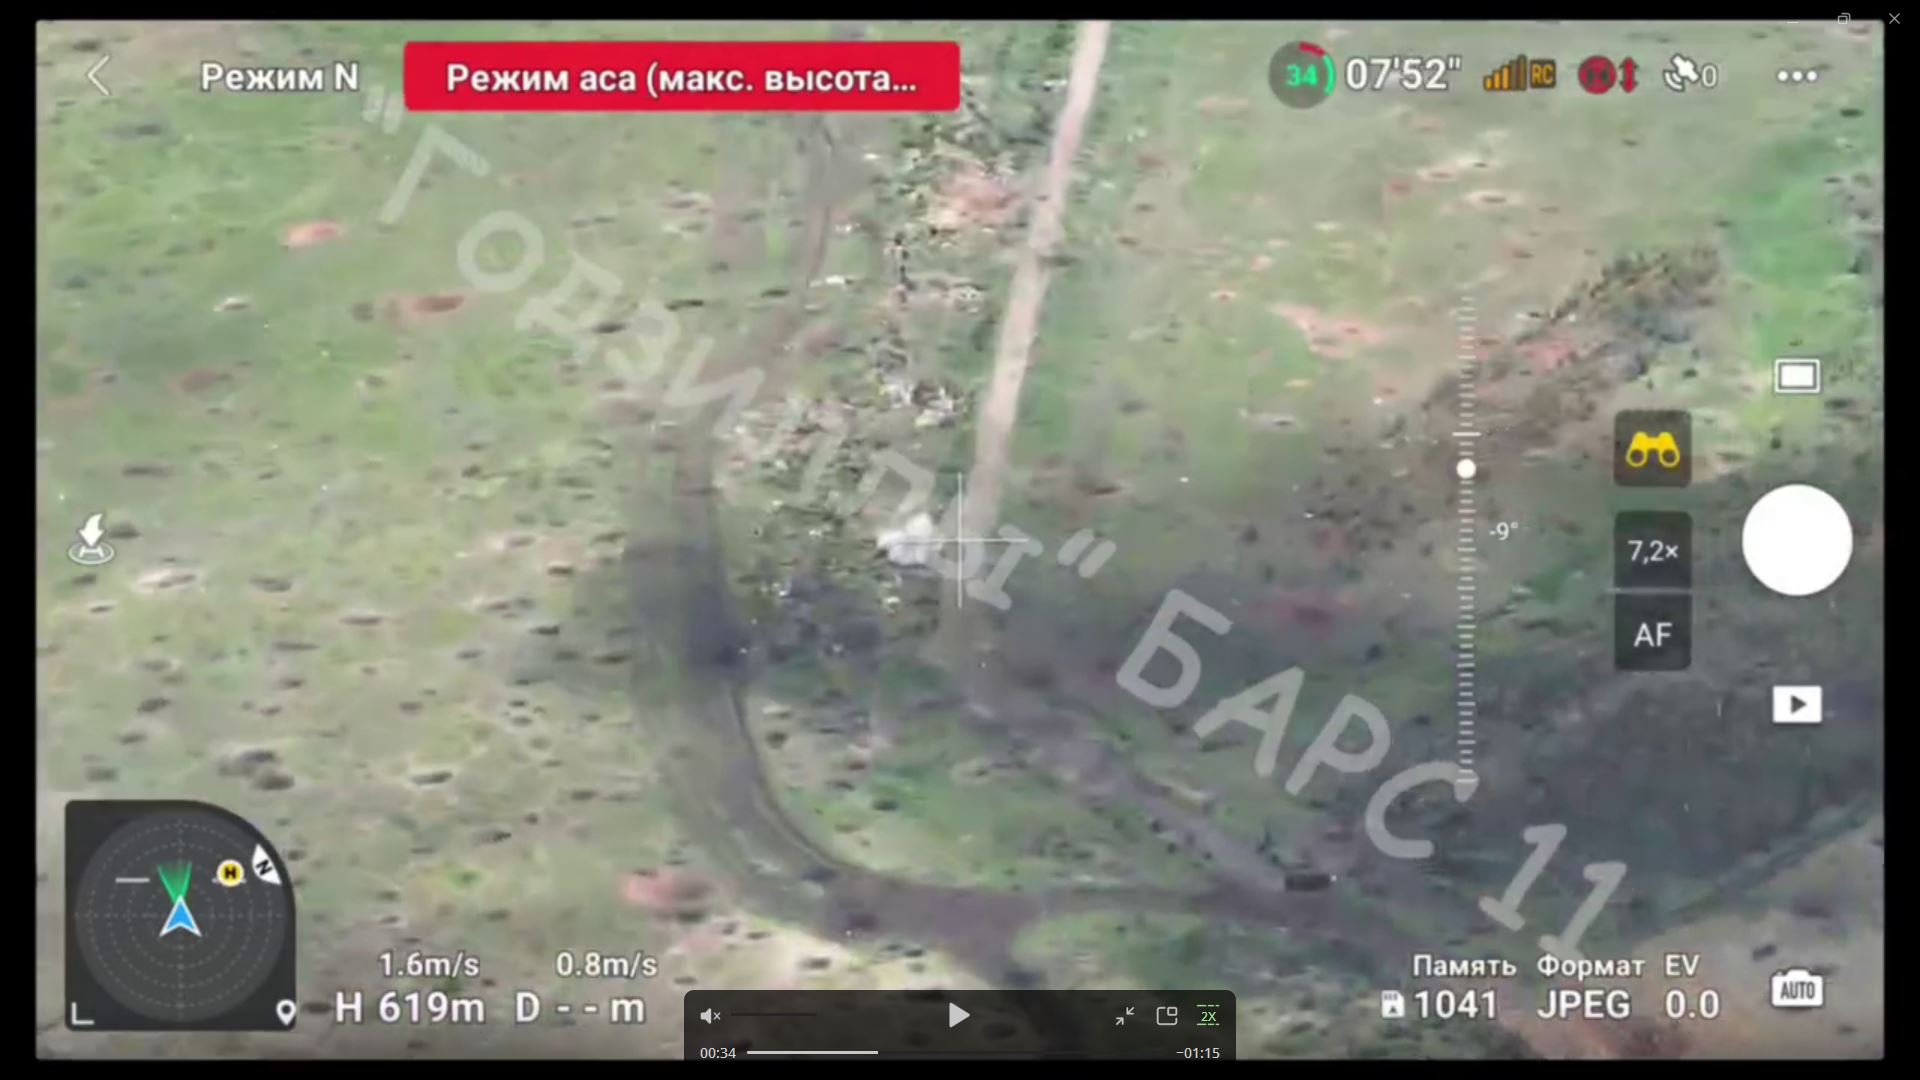 Режим N
Режим аса (макс. высота...
34
07'52"
RC
H
0
"ГОДЗИЛЛЫ" БАРС 11
-9°
7,2×
AF
H
N
1.6m/s 0.8m/s
H 619m D - - m
Память Формат EV
1041 JPEG 0.0
AUTO
2X
00:34
−01:15